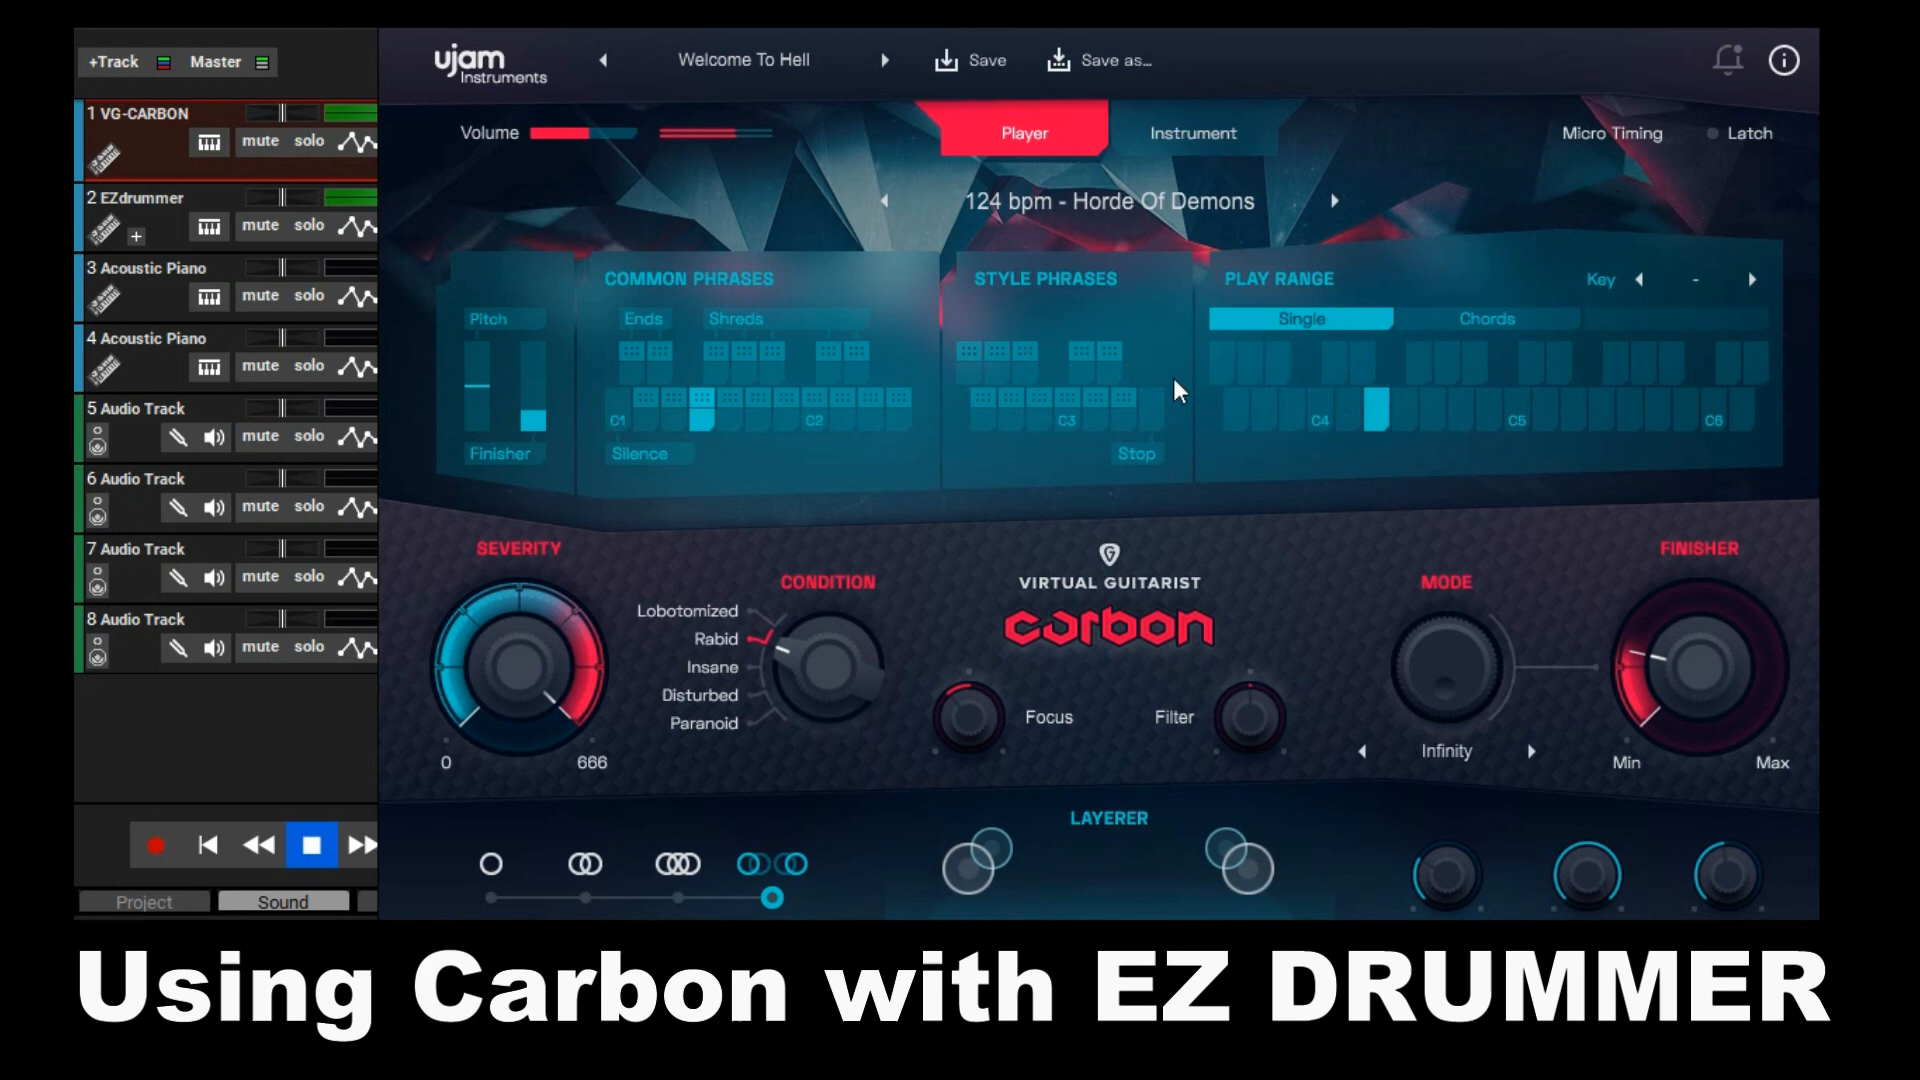 +Track Master
ujam Instruments
Welcome To Hell
Save
Save as...
1 VG-CARBON
mute solo
2 EZdrummer
mute solo
3 Acoustic Piano
mute solo
4 Acoustic Piano
mute solo
5 Audio Track
mute solo
6 Audio Track
mute solo
7 Audio Track
mute solo
8 Audio Track
mute solo
Project
Sound
Volume
Player
Instrument
Micro Timing
Latch
124 bpm - Horde Of Demons
COMMON PHRASES
STYLE PHRASES
PLAY RANGE
Key -
Pitch
Ends
Shreds
Single
Chords
C1
C2
C3
C4
C5
C6
Finisher
Silence
Stop
SEVERITY
0
666
CONDITION
Lobotomized
Rabid
Insane
Disturbed
Paranoid
G
VIRTUAL GUITARIST
carbon
Focus
Filter
MODE
Infinity
FINISHER
Min
Max
LAYERER
Using Carbon with EZ DRUMMER